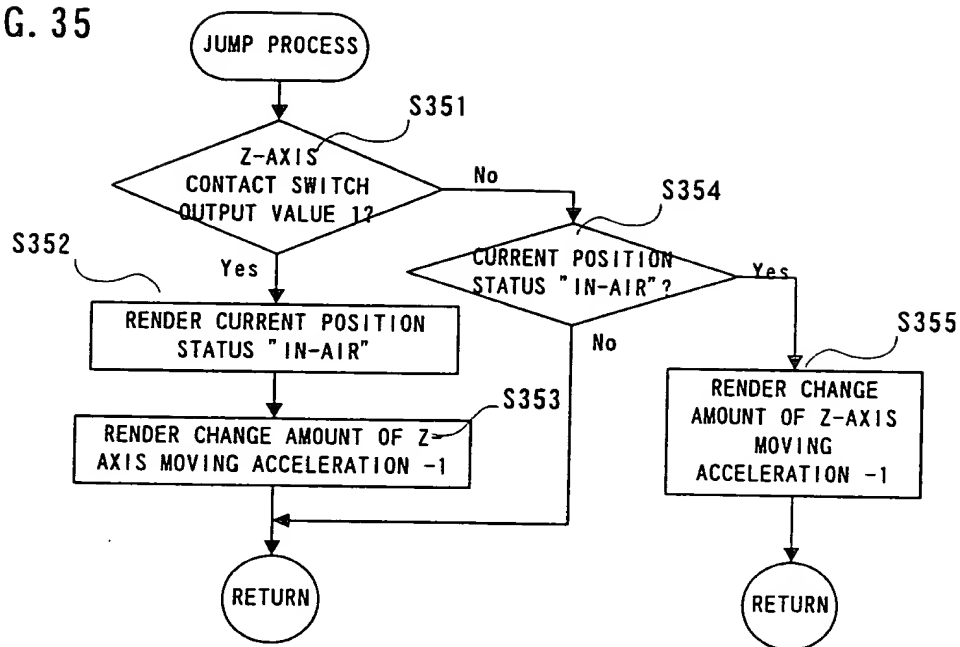 G. 35
JUMP PROCESS
S351
Z-AXIS
CONTACT SWITCH
OUTPUT VALUE 1?
No
S354
CURRENT POSITION
STATUS "IN-AIR"?
S352
Yes
Yes
RENDER CURRENT POSITION
STATUS "IN-AIR"
No
S355
S353
RENDER CHANGE AMOUNT OF Z-
AXIS MOVING ACCELERATION -1
RENDER CHANGE
AMOUNT OF Z-AXIS
MOVING
ACCELERATION -1
RETURN
RETURN